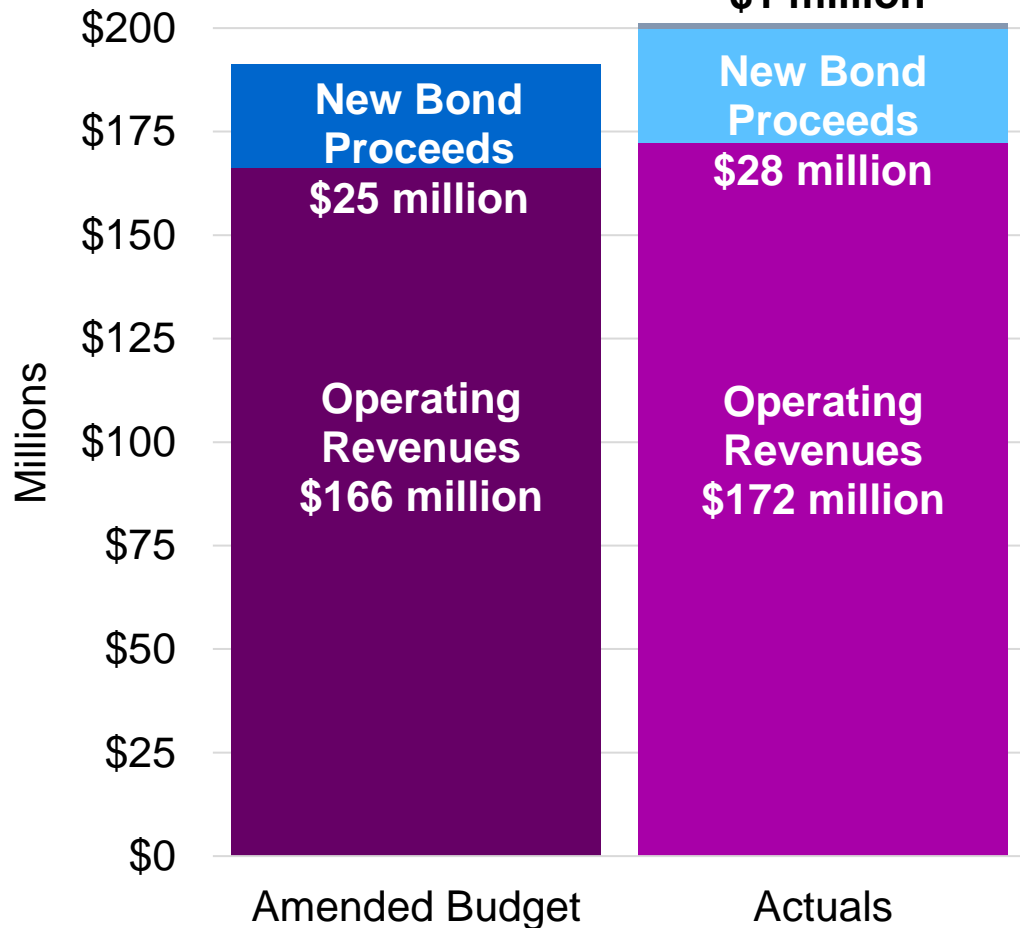 $200
$175
$150
$125
$100
$75
$50
$25
$0
Millions
New Bond
Proceeds
$25 million
Operating
Revenues
$166 million
million
New Bond
Proceeds
$28 million
Operating
Revenues
$172 million
Amended Budget
Actuals